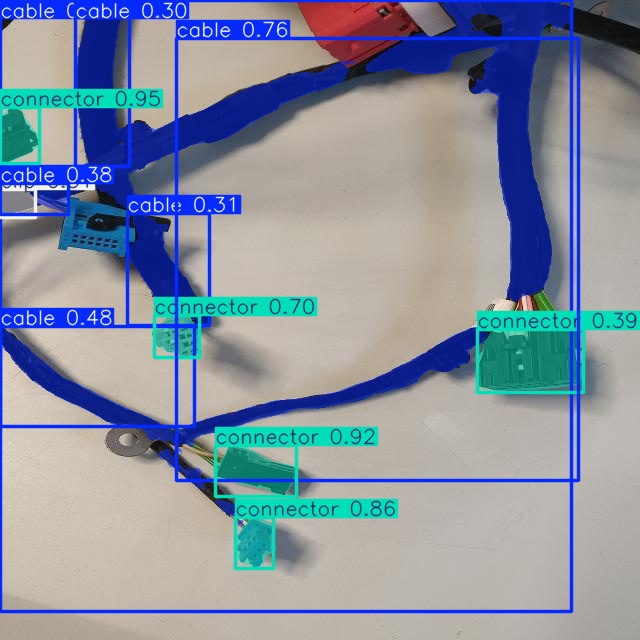 cable (cable 0.30
cable 0.76
connector 0.95
cable 0.38
cable 0.31
connector 0.70
cable 0.48
connector 0.39
connector 0.92
connector 0.86